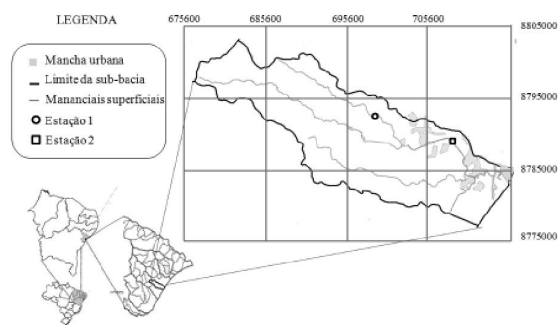 LEGENDA
Mancha urbana
Limite da sub-bacia
Mananciais superficiais
Estação 1
Estação 2
675600 685600 695600 705600
8805000
8795000
8785000
8775000